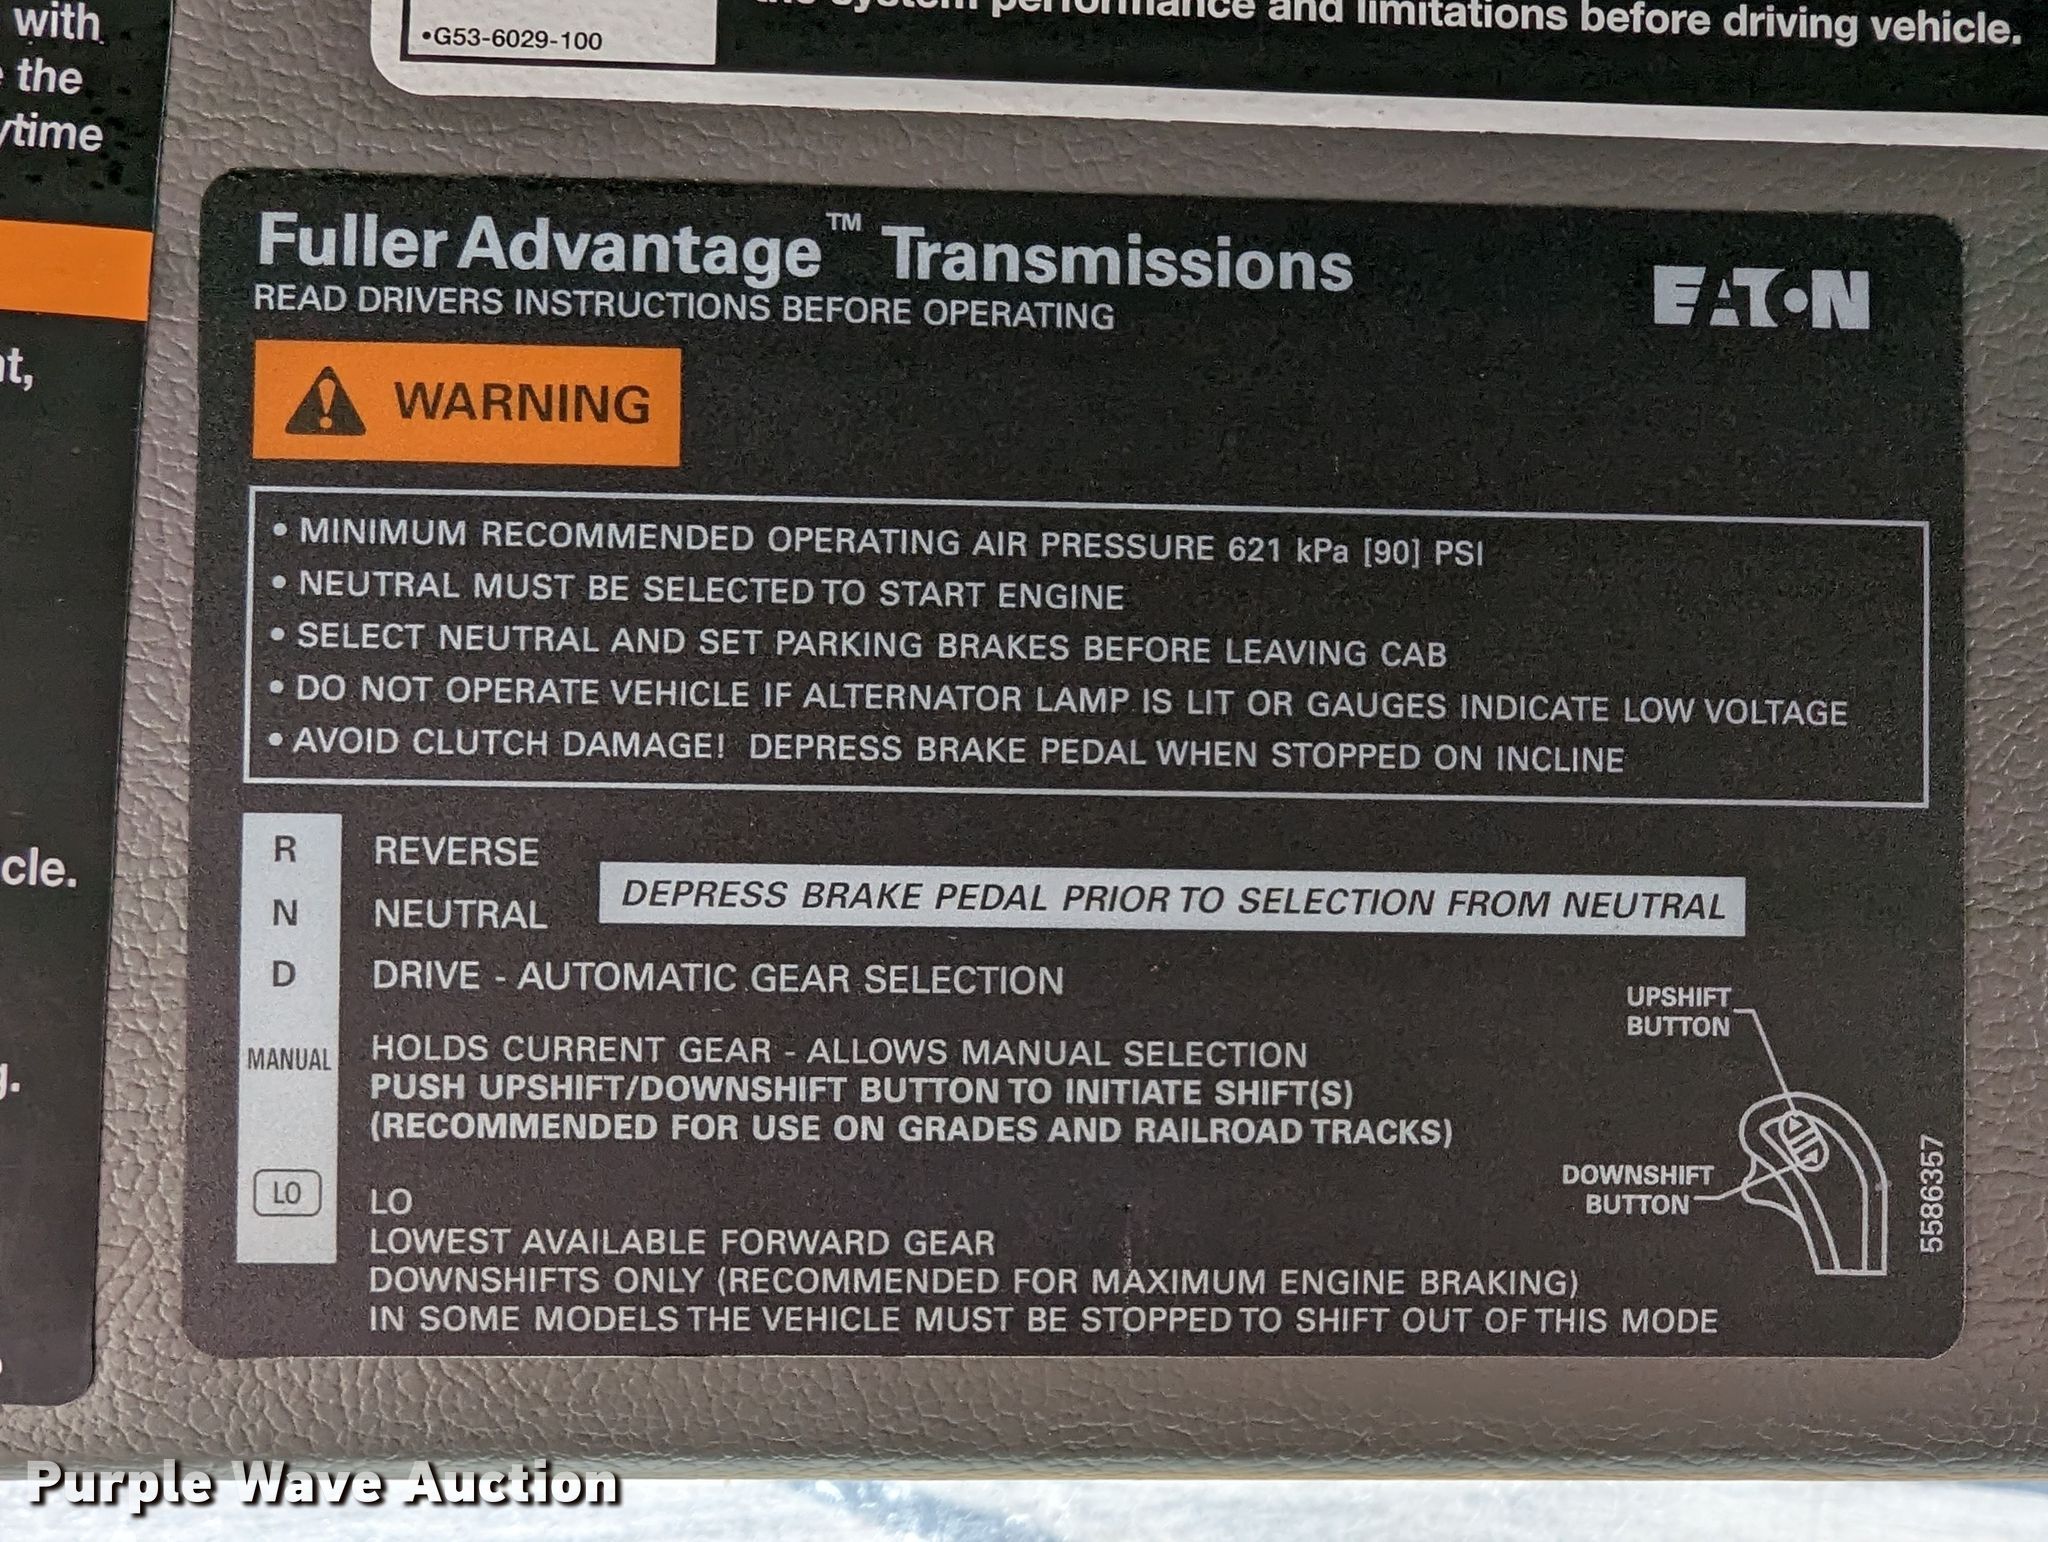 with
the
•G53-6029-100
system performance and limitations before driving vehicle.
Fuller Advantage™ Transmissions
READ DRIVERS INSTRUCTIONS BEFORE OPERATING
EATON
WARNING
• MINIMUM RECOMMENDED OPERATING AIR PRESSURE 621 kPa [90] PSI
• NEUTRAL MUST BE SELECTED TO START ENGINE
• SELECT NEUTRAL AND SET PARKING BRAKES BEFORE LEAVING CAB
• DO NOT OPERATE VEHICLE IF ALTERNATOR LAMP IS LIT OR GAUGES INDICATE LOW VOLTAGE
• AVOID CLUTCH DAMAGE! DEPRESS BRAKE PEDAL WHEN STOPPED ON INCLINE
R REVERSE
N NEUTRAL
DEPRESS BRAKE PEDAL PRIOR TO SELECTION FROM NEUTRAL
D DRIVE - AUTOMATIC GEAR SELECTION
MANUAL HOLDS CURRENT GEAR - ALLOWS MANUAL SELECTION
PUSH UPSHIFT/DOWNSHIFT BUTTON TO INITIATE SHIFT(S)
(RECOMMENDED FOR USE ON GRADES AND RAILROAD TRACKS)
LO LO
LOWEST AVAILABLE FORWARD GEAR
DOWNSHIFTS ONLY (RECOMMENDED FOR MAXIMUM ENGINE BRAKING)
IN SOME MODELS THE VEHICLE MUST BE STOPPED TO SHIFT OUT OF THIS MODE
UPSHIFT
BUTTON
DOWNSHIFT
BUTTON
5586357
Purple Wave Auction